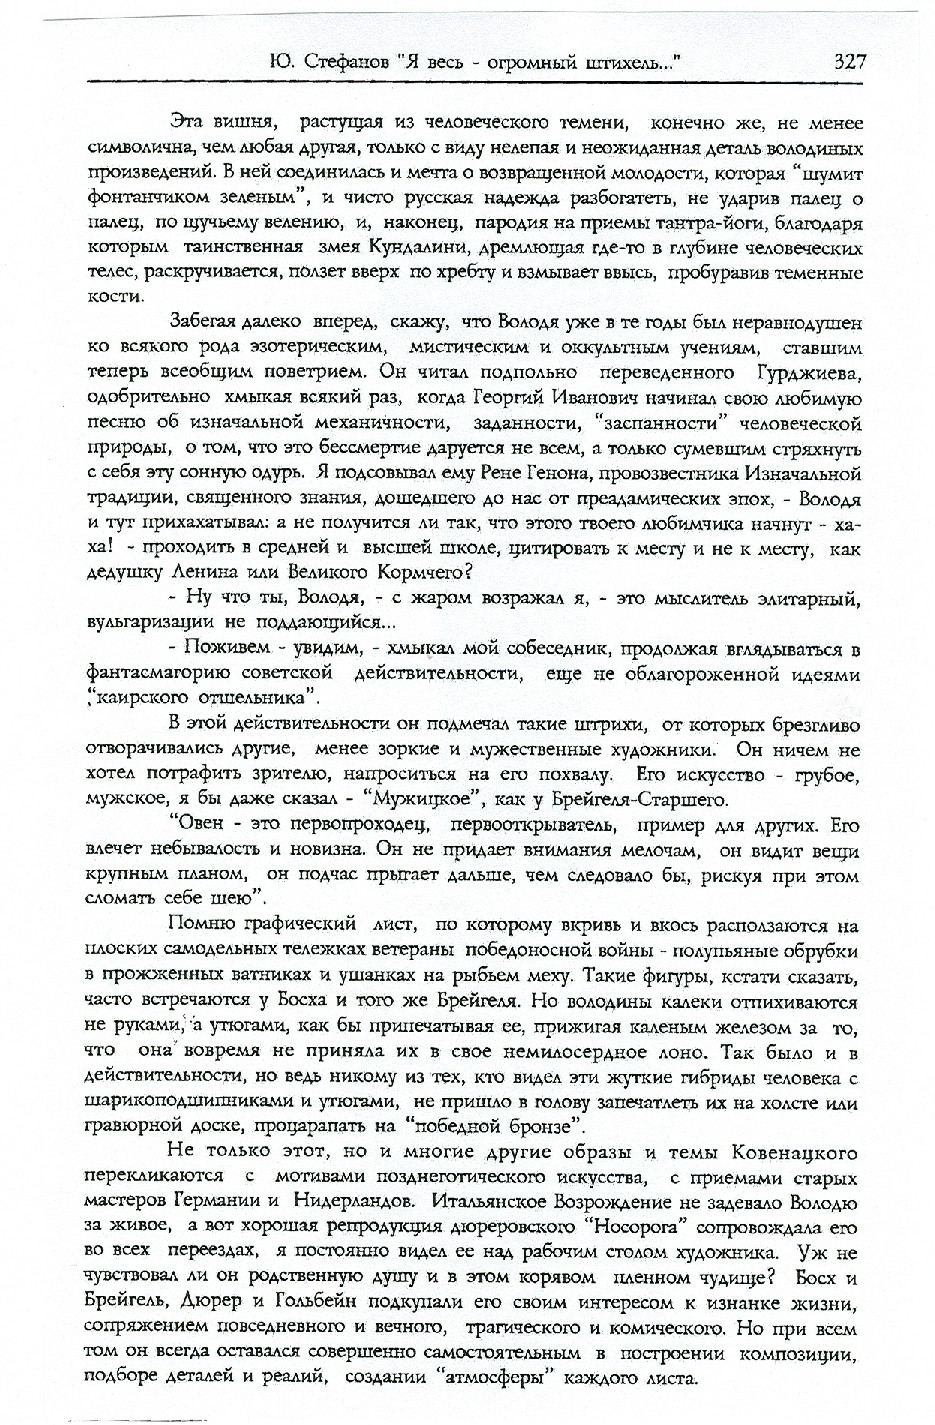 Ю. Стефанов "Я весь - огромный штихель..." 327
Эта вишня, растущая из человеческого темени, конечно же, не менее
символична, чем любая другая, только с виду нелепая и неожиданная деталь володиных
произведений. В ней соединилась и мечта о возвращенной молодости, которая “шумит
фонтанчиком зеленым”, и чисто русская надежда разбогатеть, не ударив палец о
палец, по щучьему велению, и, наконец, пародия на приемы тантра-йоги, благодаря
которым таинственная змея Кундалини, дремлющая где-то в глубине человеческих
телес, раскручивается, ползет вверх по хребту и взмывает ввысь, пробуравив теменные
кости.
Забегая далеко вперед, скажу, что Володя уже в те годы был неравнодушен
ко всякого рода эзотерическим, мистическим и оккультным учениям, ставшим
теперь всеобщим поветрием. Он читал подпольно переведенного Гурджиева,
одобрительно хмыкая всякий раз, когда Георгий Иванович начинал свою любимую
песню об изначальной механичности, заданности, “заспанности” человеческой
природы, о том, что это бессмертие даруется не всем, а только сумевшим стряхнуть
с себя эту сонную одурь. Я подсовывал ему Рене Генона, провозвестника Изначальной
традиции, священного знания, дошедшего до нас от преадамических эпох, - Володя
и тут прихахатывал: а не получится ли так, что этого твоего любимчика начнут - ха-
ха! - проходить в средней и высшей школе, цитировать к месту и не к месту, как
дедушку Ленина или Великого Кормчего?
- Ну что ты, Володя, - с жаром возражал я, - это мыслитель элитарный,
вульгаризации не поддающийся...
- Поживем - увидим, - хмыкал мой собеседник, продолжая вглядываться в
фантасмагорию советской действительности, еще не облагороженной идеями
“каирского отшельника”.
В этой действительности он подмечал такие штрихи, от которых брезгливо
отворачивались другие, менее зоркие и мужественные художники. Он ничем не
хотел потрафить зрителю, напроситься на его похвалу. Его искусство - грубое,
мужское, я бы даже сказал - “Мужицкое”, как у Брейгеля-Старшего.
“Овен - это первопроходец, первооткрыватель, пример для других. Его
влечет небывалость и новизна. Он не придает внимания мелочам, он видит вещи
крупным планом, он подчас прыгает дальше, чем следовало бы, рискуя при этом
сломать себе шею”.
Помню графический лист, по которому вкривь и вкось расползаются на
плоских самодельных тележках ветераны победоносной войны - полупьяные обрубки
в прожженных ватниках и ушанках на рыбьем меху. Такие фигуры, кстати сказать,
часто встречаются у Босха и того же Брейгеля. Но володины калеки отпихиваются
не руками, а утюгами, как бы припечатывая ее, прижигая каленым железом за то,
что она вовремя не приняла их в свое немилосердное лоно. Так было и в
действительности, но ведь никому из тех, кто видел эти жуткие гибриды человека с
шарикоподшипниками и утюгами, не пришло в голову запечатлеть их на холсте или
гравюрной доске, процарапать на “победной бронзе”.
Не только этот, но и многие другие образы и темы Ковенацкого
перекликаются с мотивами позднеготического искусства, с приемами старых
мастеров Германии и Нидерландов. Итальянское Возрождение не задевало Володю
за живое, а вот хорошая репродукция дюреровского “Носорога” сопровождала его
во всех переездах, я постоянно видел ее над рабочим столом художника. Уж не
чувствовал ли он родственную душу и в этом корявом пленном чудище? Босх и
Брейгель, Дюрер и Гольбейн подкупали его своим интересом к изнанке жизни,
сопряжением повседневного и вечного, трагического и комического. Но при всем
том он всегда оставался совершенно самостоятельным в построении композиции,
подборе деталей и реалий, создании “атмосферы” каждого листа.